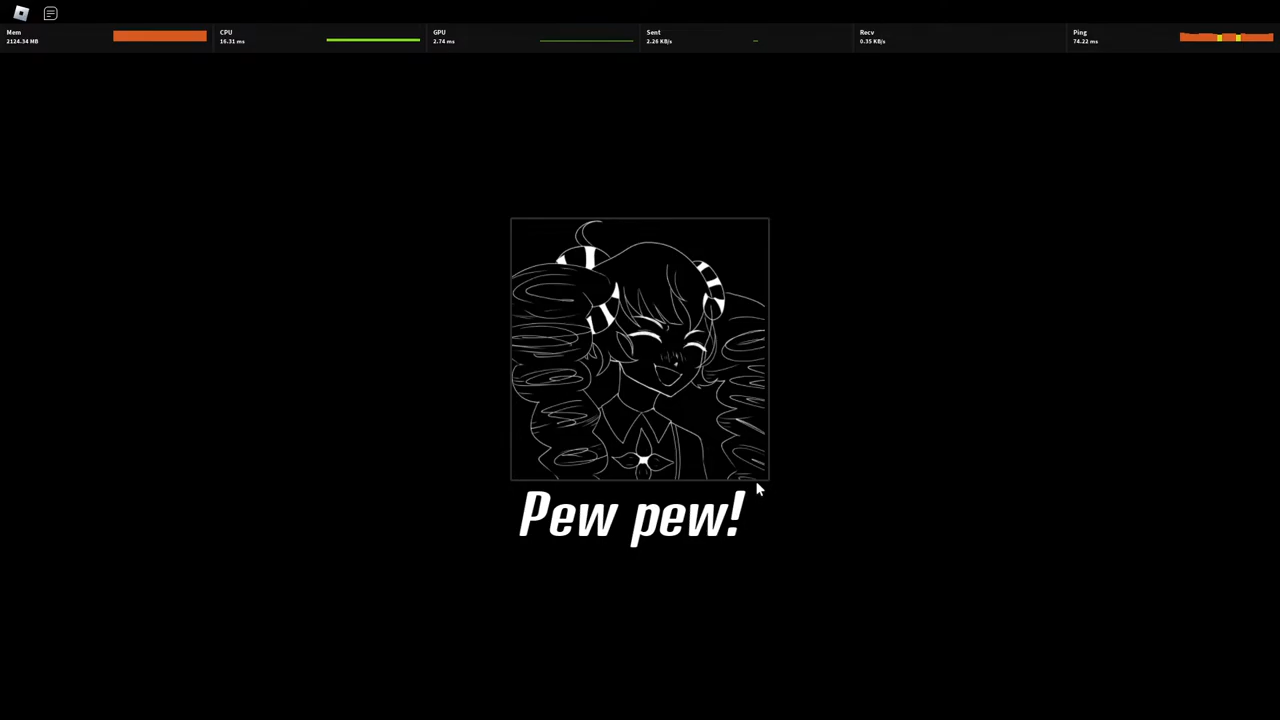 Mem
2124.34 MB
CPU
16.31 ms
GPU
2.74 ms
Sent
2.26 KB/s
Recv
0.35 KB/s
Ping
74.22 ms
Pew pew!